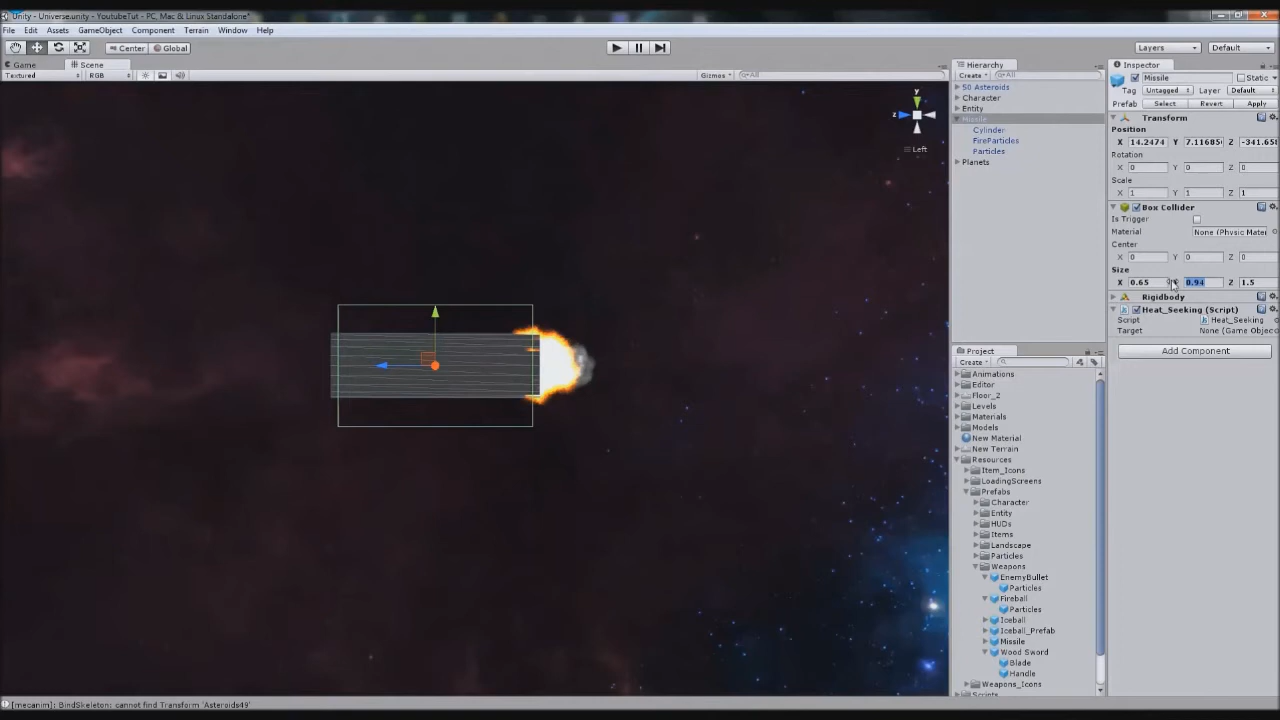 Unity - Universe.unity - YoutubeTut - PC, Mac & Linux Standalone*
File Edit Assets GameObject Component Terrain Window Help
Center Global Layers Default
Game Scene
Textured RGB Gizmos All
Hierarchy
Create All
50 Asteroids
Character
Entity
Missile
Cylinder
FireParticles
Particles
Planets
Inspector
Missile Static
Tag Untagged Layer Default
Prefab Select Revert Apply
Transform
Position
X 14.2474 Y 7.11685 Z -341.658
Rotation
X 0 Y 0 Z 0
Scale
X 1 Y 1 Z 1
Box Collider
Is Trigger
Material None (Physic Mate
Center
X 0 Y 0 Z 0
Size
X 0.65 0.94 Z 1.5
Rigidbody
Heat_Seeking (Script)
Script Heat_Seeking
Target None (Game Objec
Add Component
y
z
Left
Project
Create
Animations
Editor
Floor_2
Levels
Materials
Models
New Material
New Terrain
Resources
Item_Icons
LoadingScreens
Prefabs
Character
Entity
HUDs
Items
Landscape
Particles
Weapons
EnemyBullet
Particles
Fireball
Particles
Iceball
Iceball_Prefab
Missile
Wood Sword
Blade
Handle
Weapons_Icons
Scripts
[mecanim]: BindSkeleton: cannot find Transform 'Asteroids49'